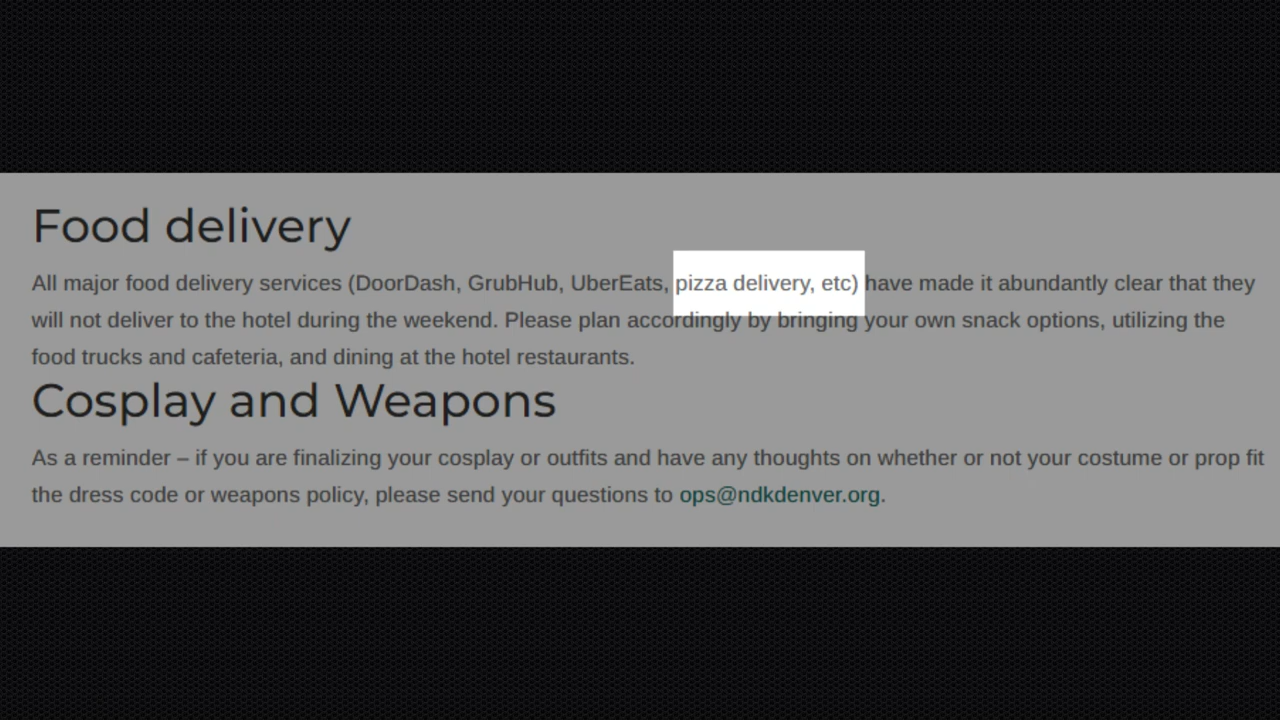 Food delivery
All major food delivery services (DoorDash, GrubHub, UberEats, pizza delivery, etc) have made it abundantly clear that they
will not deliver to the hotel during the weekend. Please plan accordingly by bringing your own snack options, utilizing the
food trucks and cafeteria, and dining at the hotel restaurants.
Cosplay and Weapons
As a reminder – if you are finalizing your cosplay or outfits and have any thoughts on whether or not your costume or prop fit
the dress code or weapons policy, please send your questions to ops@ndkdenver.org.